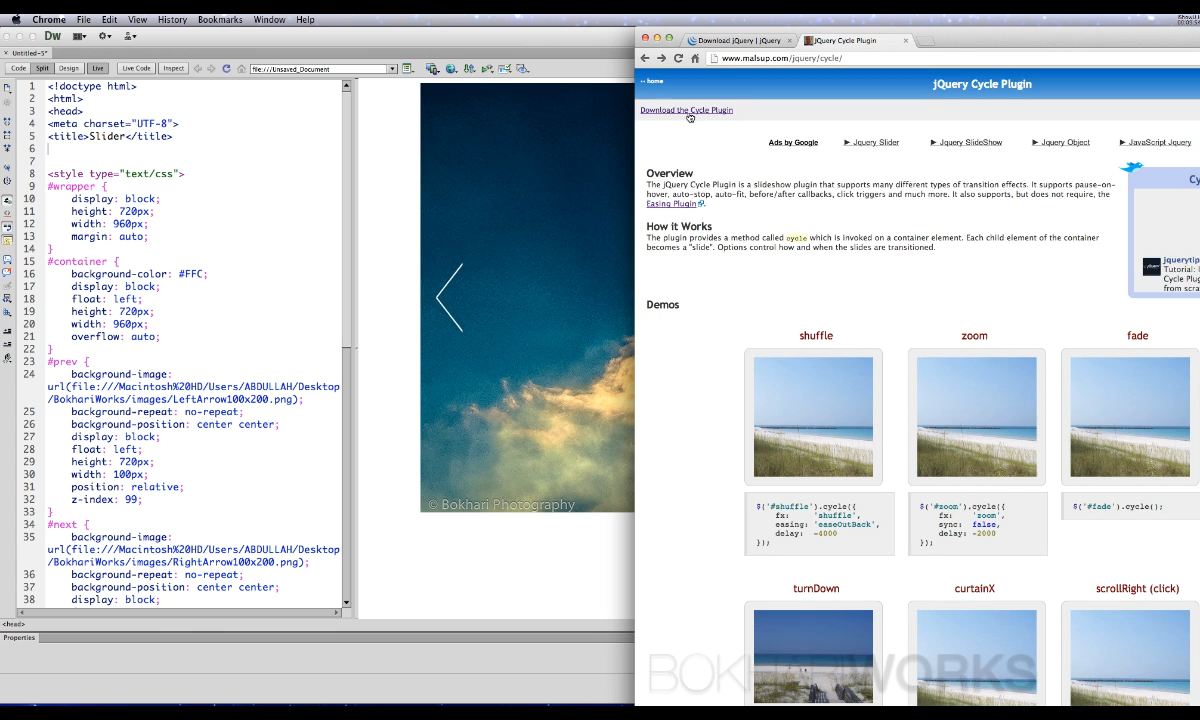 Chrome File Edit View History Bookmarks Window Help
Dw
Untitled-5*
Code Split Design Live Live Code Inspect file:///Unsaved_Document
1 <!doctype html>
2 <html>
3 <head>
4 <meta charset="UTF-8">
5 <title>Slider</title>
6
7
8 <style type="text/css">
9 #wrapper {
10 display: block;
11 height: 720px;
12 width: 960px;
13 margin: auto;
14 }
15 #container {
16 background-color: #FFC;
17 display: block;
18 float: left;
19 height: 720px;
20 width: 960px;
21 overflow: auto;
22 }
23 #prev {
24 background-image:
url(file:///Macintosh%20HD/Users/ABDULLAH/Desktop
/BokhariWorks/images/LeftArrow100x200.png);
25 background-repeat: no-repeat;
26 background-position: center center;
27 display: block;
28 float: left;
29 height: 720px;
30 width: 100px;
31 position: relative;
32 z-index: 99;
33 }
34 #next {
35 background-image:
url(file:///Macintosh%20HD/Users/ABDULLAH/Desktop
/BokhariWorks/images/RightArrow100x200.png);
36 background-repeat: no-repeat;
37 background-position: center center;
38 display: block;
<head>
Properties
© Bokhari Photography
Download jQuery | jQuery
jQuery Cycle Plugin
www.malsup.com/jquery/cycle/
home
jQuery Cycle Plugin
Download the Cycle Plugin
Ads by Google ► Jquery Slider ► Jquery SlideShow ► Jquery Object ► JavaScript Jquery
Overview
The jQuery Cycle Plugin is a slideshow plugin that supports many different types of transition effects. It supports pause-on-
hover, auto-stop, auto-fit, before/after callbacks, click triggers and much more. It also supports, but does not require, the
Easing Plugin.
How it Works
The plugin provides a method called cycle which is invoked on a container element. Each child element of the container
becomes a "slide". Options control how and when the slides are transitioned.
Cy
jquerytip
Tutorial:
Cycle Plug
from scra
Demos
shuffle zoom fade
$('#shuffle').cycle({
fx: 'shuffle',
easing: 'easeOutBack',
delay: -4000
});
$('#zoom').cycle({
fx: 'zoom',
sync: false,
delay: -2000
});
$('#fade').cycle();
turnDown curtainX scrollRight (click)
BOKHARIWORKS